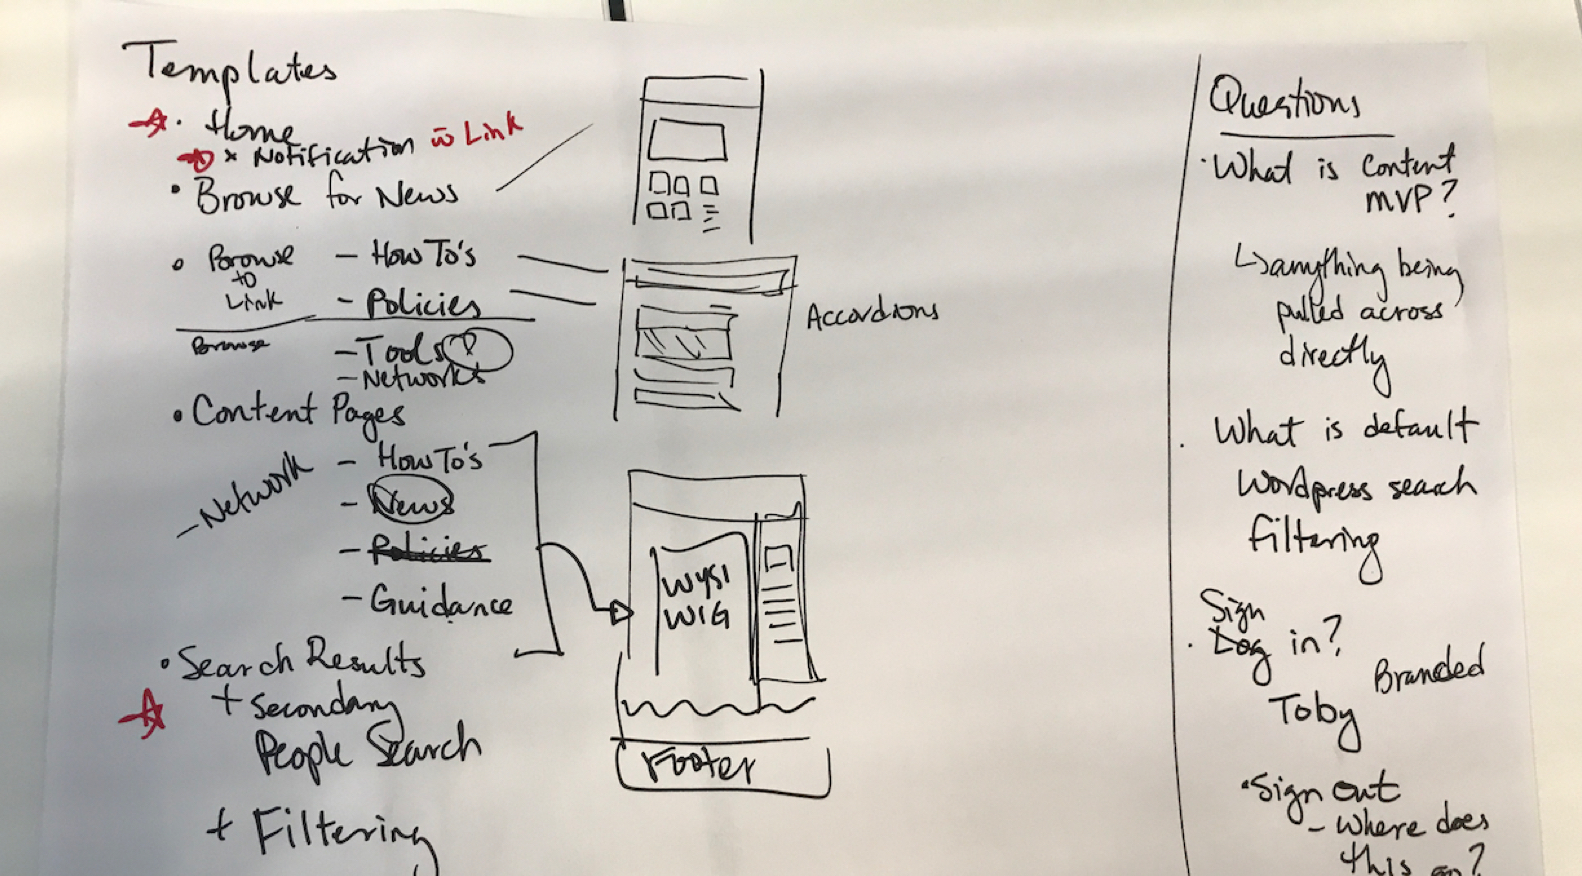 Templates
· Home
* Notification w̄ Link
· Browse for News
· Browse to Link
- How To's
- Policies
Browse
- Tools
- Networks
Accordions
· Content Pages
- Network
- How To's
- News
- Policies
- Guidance
WYSI
WIG
Footer
· Search Results
+ Secondary
People Search
+ Filtering
Questions
· What is Content
MVP?
↳ anything being
pulled across
directly
· What is default
Wordpress search
filtering
Sign
· Log in?
Branded
Toby
· Sign out
- Where does
this go?